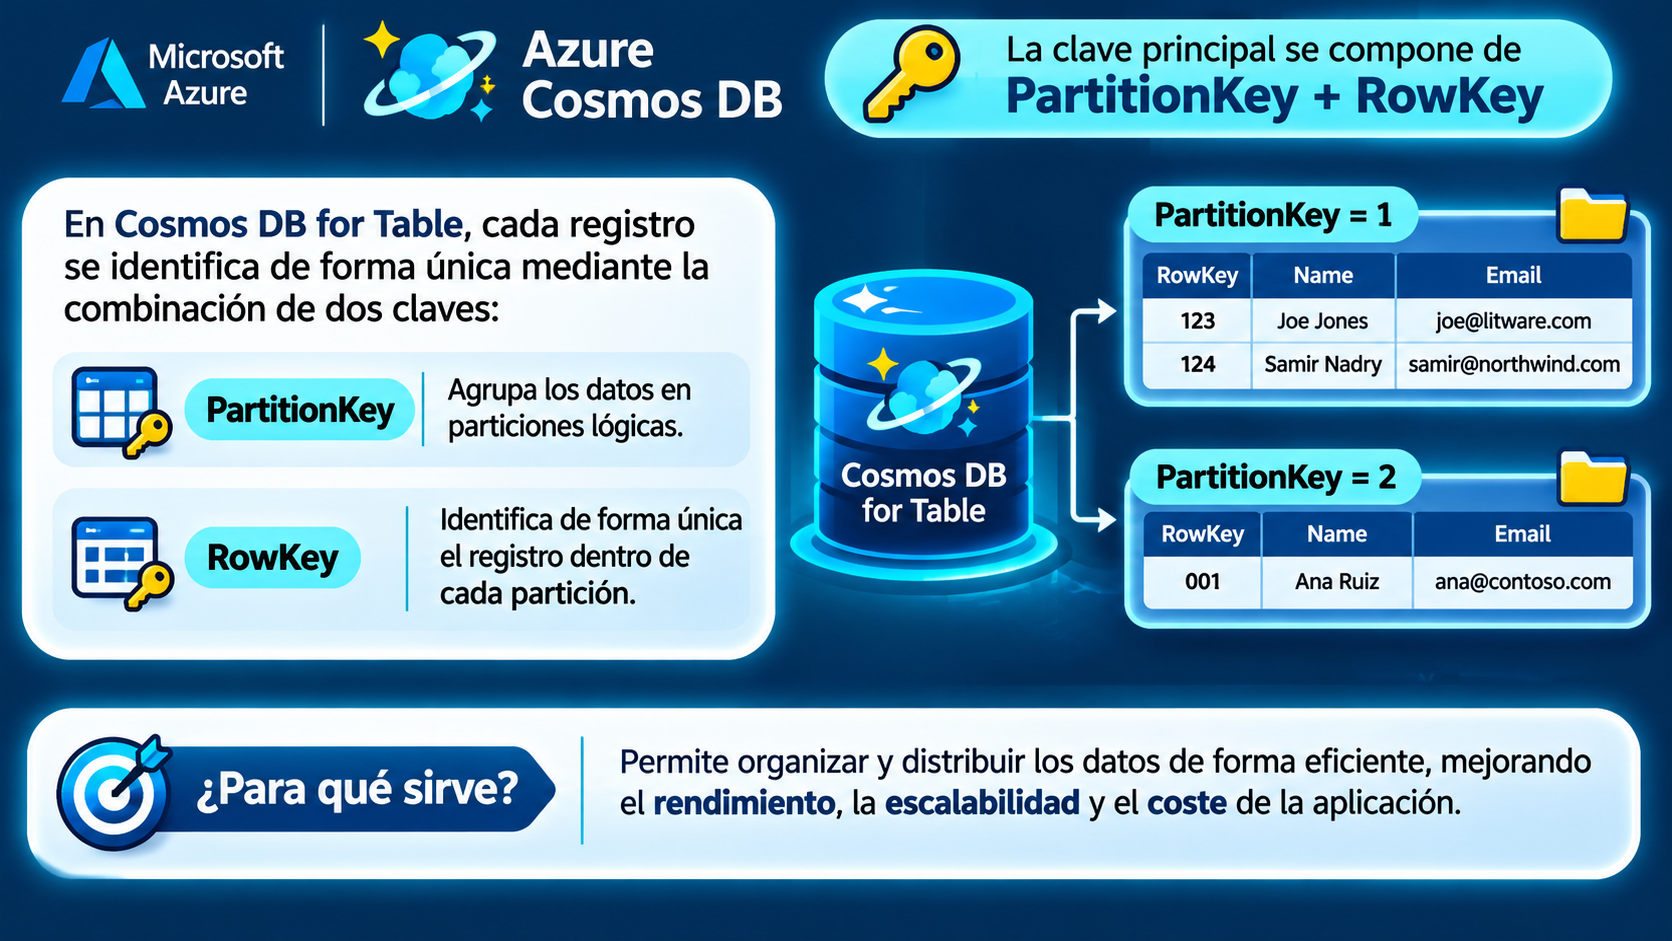 Microsoft
Azure
Azure
Cosmos DB
La clave principal se compone de
PartitionKey + RowKey
En Cosmos DB for Table, cada registro
se identifica de forma única mediante la
combinación de dos claves:
PartitionKey
Agrupa los datos en
particiones lógicas.
RowKey
Identifica de forma única
el registro dentro de
cada partición.
Cosmos DB
for Table
PartitionKey = 1
RowKey Name Email
123 Joe Jones joe@litware.com
124 Samir Nadry samir@northwind.com
PartitionKey = 2
RowKey Name Email
001 Ana Ruiz ana@contoso.com
¿Para qué sirve?
Permite organizar y distribuir los datos de forma eficiente, mejorando
el rendimiento, la escalabilidad y el coste de la aplicación.